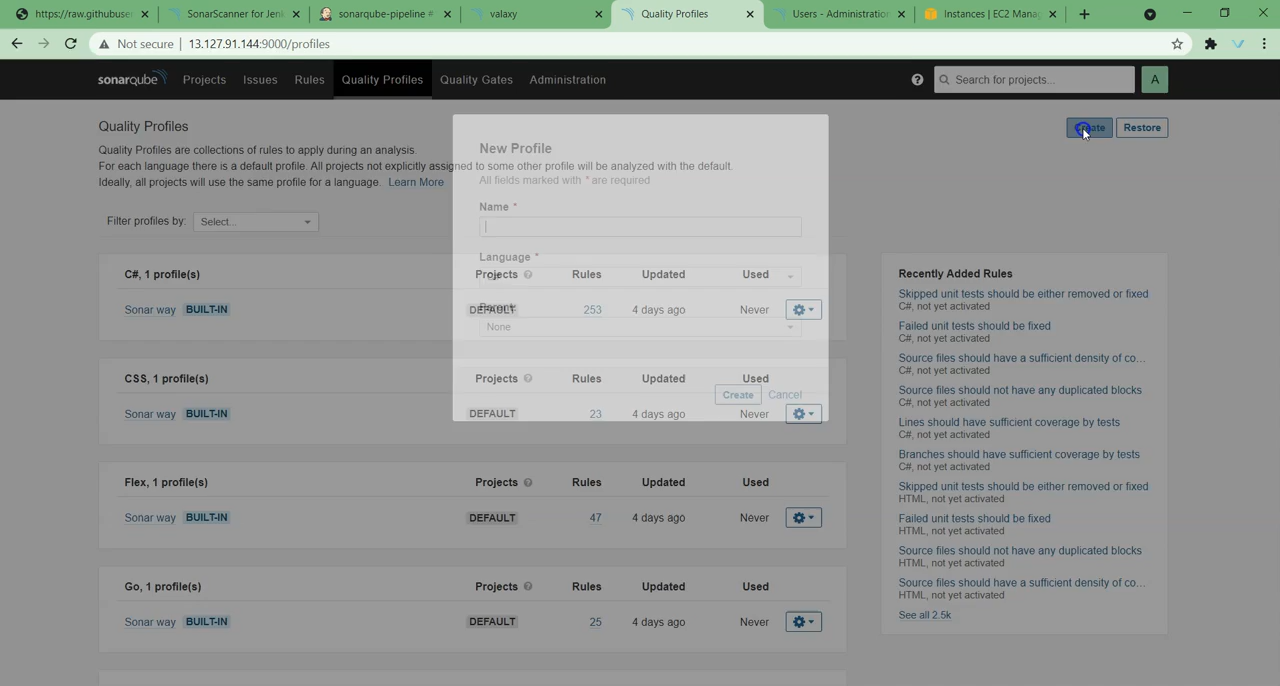 https://raw.githubuser
SonarScanner for Jenk
sonarqube-pipeline #
valaxy
Quality Profiles
Users - Administration
Instances | EC2 Manag
Not secure | 13.127.91.144:9000/profiles
sonarqube Projects Issues Rules Quality Profiles Quality Gates Administration Search for projects... A
Quality Profiles
Create Restore
Quality Profiles are collections of rules to apply during an analysis.
For each language there is a default profile. All projects not explicitly assigned to some other profile will be analyzed with the default.
Ideally, all projects will use the same profile for a language. Learn More
Filter profiles by: Select...
New Profile
All fields marked with * are required
Name *
Language *
Parent
None
Create Cancel
C#, 1 profile(s) Projects Rules Updated Used
Sonar way BUILT-IN DEFAULT 253 4 days ago Never
CSS, 1 profile(s) Projects Rules Updated Used
Sonar way BUILT-IN DEFAULT 23 4 days ago Never
Flex, 1 profile(s) Projects Rules Updated Used
Sonar way BUILT-IN DEFAULT 47 4 days ago Never
Go, 1 profile(s) Projects Rules Updated Used
Sonar way BUILT-IN DEFAULT 25 4 days ago Never
Recently Added Rules
Skipped unit tests should be either removed or fixed
C#, not yet activated
Failed unit tests should be fixed
C#, not yet activated
Source files should have a sufficient density of co...
C#, not yet activated
Source files should not have any duplicated blocks
C#, not yet activated
Lines should have sufficient coverage by tests
C#, not yet activated
Branches should have sufficient coverage by tests
C#, not yet activated
Skipped unit tests should be either removed or fixed
HTML, not yet activated
Failed unit tests should be fixed
HTML, not yet activated
Source files should not have any duplicated blocks
HTML, not yet activated
Source files should have a sufficient density of co...
HTML, not yet activated
See all 2.5k